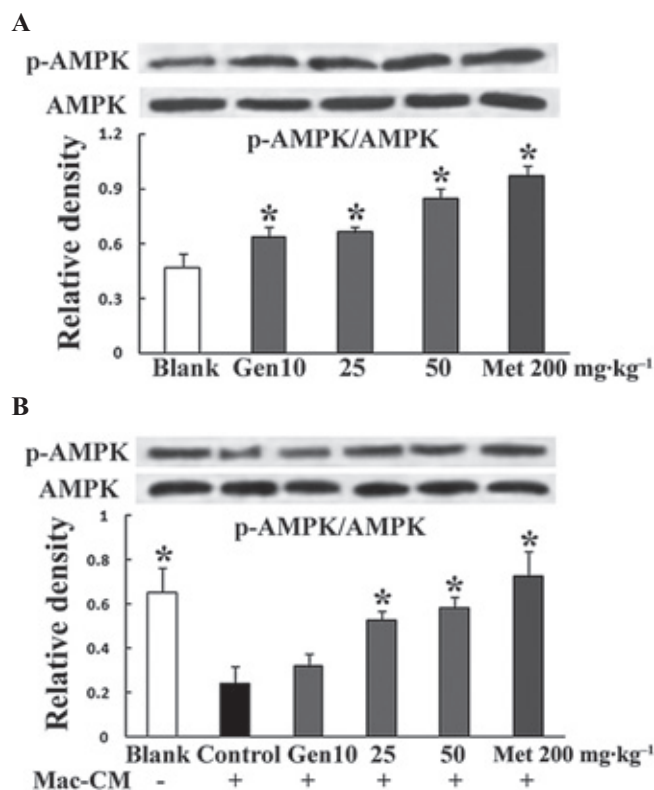 A
p-AMPK
AMPK
p-AMPK/AMPK
Relative density
1.2
0.9
0.6
0.3
0
* * * *
Blank Gen10 25 50 Met 200 mg·kg⁻¹
B
p-AMPK
AMPK
p-AMPK/AMPK
Relative density
1
0.8
0.6
0.4
0.2
0
* * * *
Blank Control Gen10 25 50 Met 200 mg·kg⁻¹
Mac-CM - + + + + +